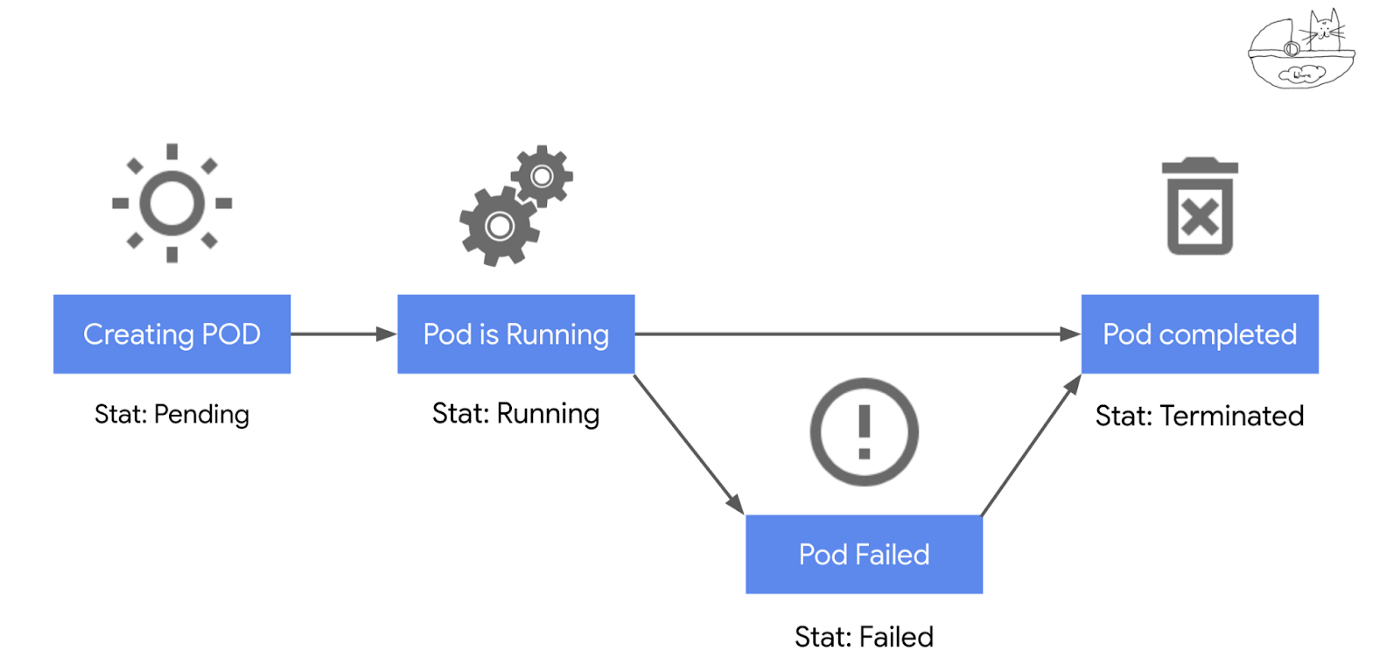 Creating POD
Pod is Running
Pod completed
Stat: Pending
Stat: Running
Stat: Terminated
Pod Failed
Stat: Failed